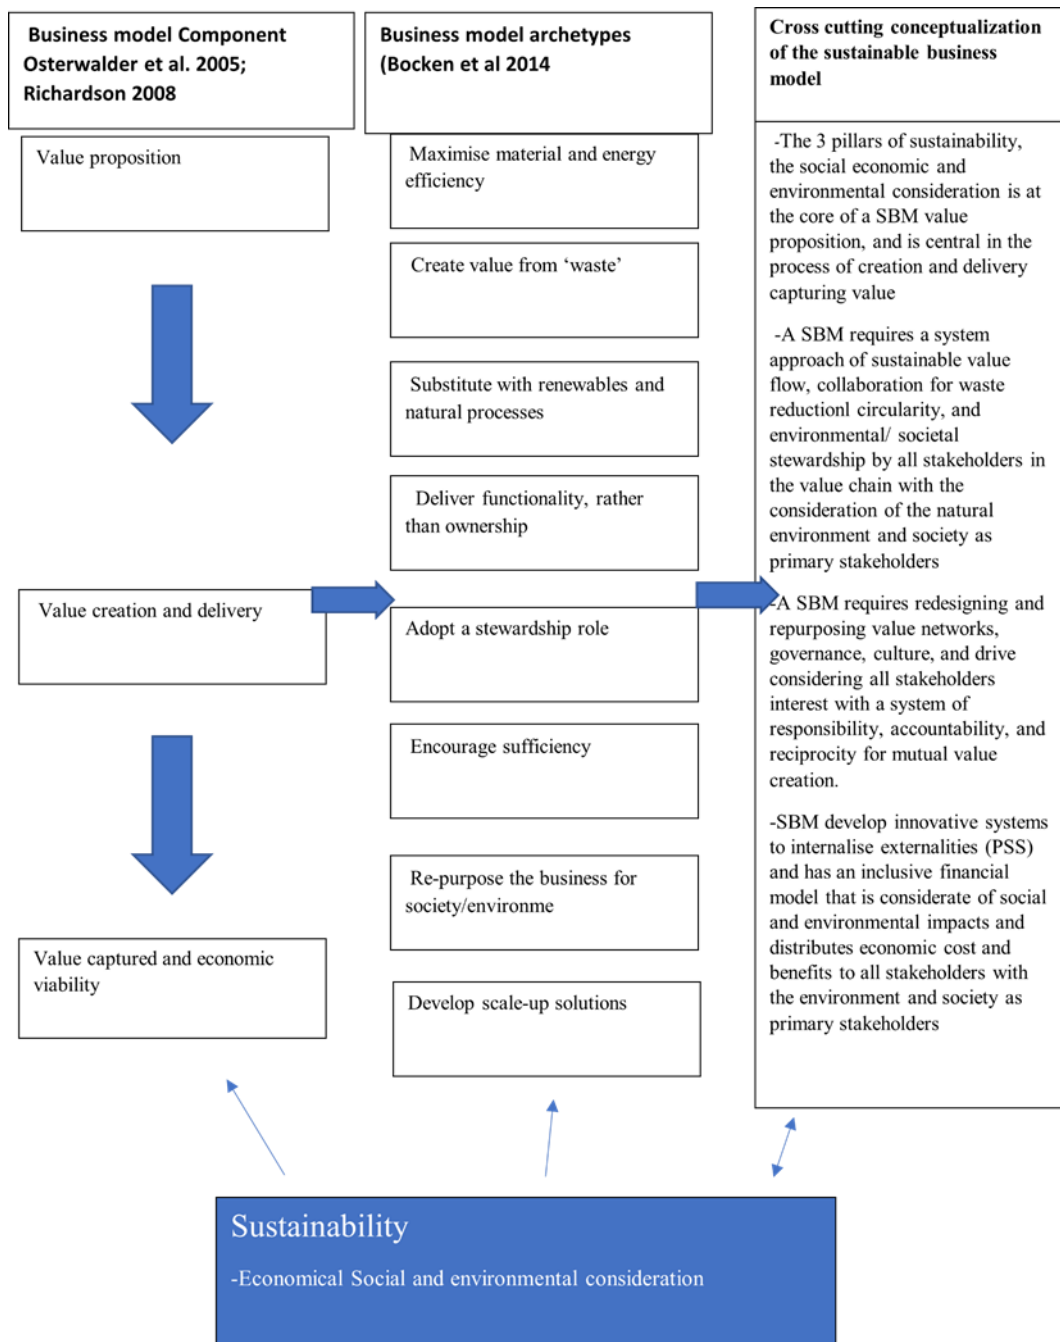 Business model Component
Osterwalder et al. 2005;
Richardson 2008
Value proposition
Value creation and delivery
Value captured and economic
viability
Business model archetypes
(Bocken et al 2014
Maximise material and energy
efficiency
Create value from ‘waste’
Substitute with renewables and
natural processes
Deliver functionality, rather
than ownership
Adopt a stewardship role
Encourage sufficiency
Re-purpose the business for
society/environme
Develop scale-up solutions
Cross cutting conceptualization
of the sustainable business
model
-The 3 pillars of sustainability,
the social economic and
environmental consideration is at
the core of a SBM value
proposition, and is central in the
process of creation and delivery
capturing value
-A SBM requires a system
approach of sustainable value
flow, collaboration for waste
reductionl circularity, and
environmental/ societal
stewardship by all stakeholders in
the value chain with the
consideration of the natural
environment and society as
primary stakeholders
-A SBM requires redesigning and
repurposing value networks,
governance, culture, and drive
considering all stakeholders
interest with a system of
responsibility, accountability, and
reciprocity for mutual value
creation.
-SBM develop innovative systems
to internalise externalities (PSS)
and has an inclusive financial
model that is considerate of social
and environmental impacts and
distributes economic cost and
benefits to all stakeholders with
the environment and society as
primary stakeholders
Sustainability
-Economical Social and environmental consideration